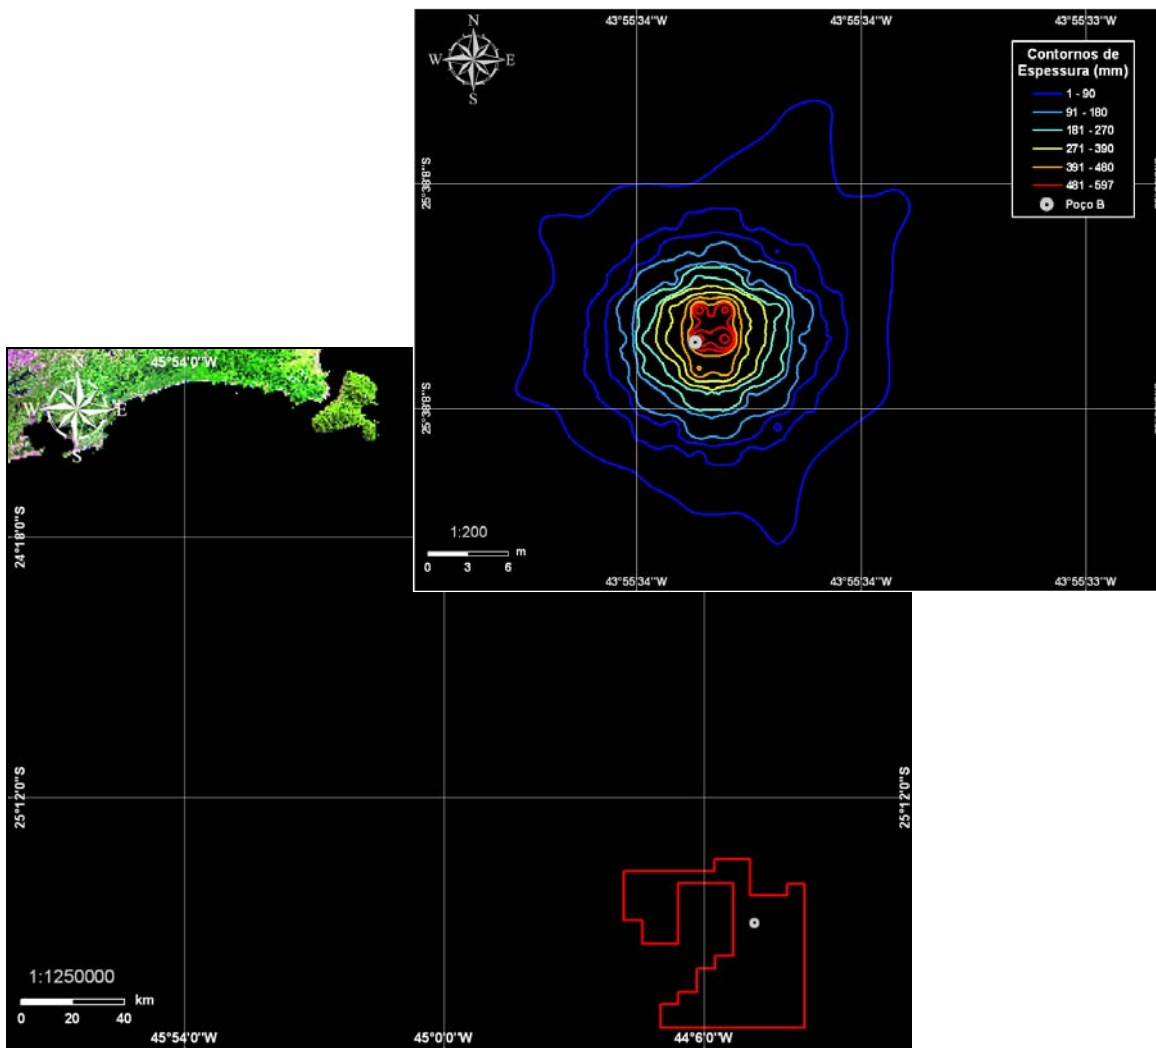 43°55'34"W
43°55'34"W
43°55'33"W
N
W
E
S
Contornos de
Espessura (mm)
1 - 90
91 - 180
181 - 270
271 - 390
391 - 480
481 - 597
Poço B
25°38'8"S
25°38'8"S
1:200
m
0 3 6
43°55'34"W
43°55'34"W
43°55'33"W
45°54'0"W
N
W
E
S
24°18'0"S
25°12'0"S
25°12'0"S
1:1250000
km
0 20 40
45°54'0"W
45°0'0"W
44°6'0"W